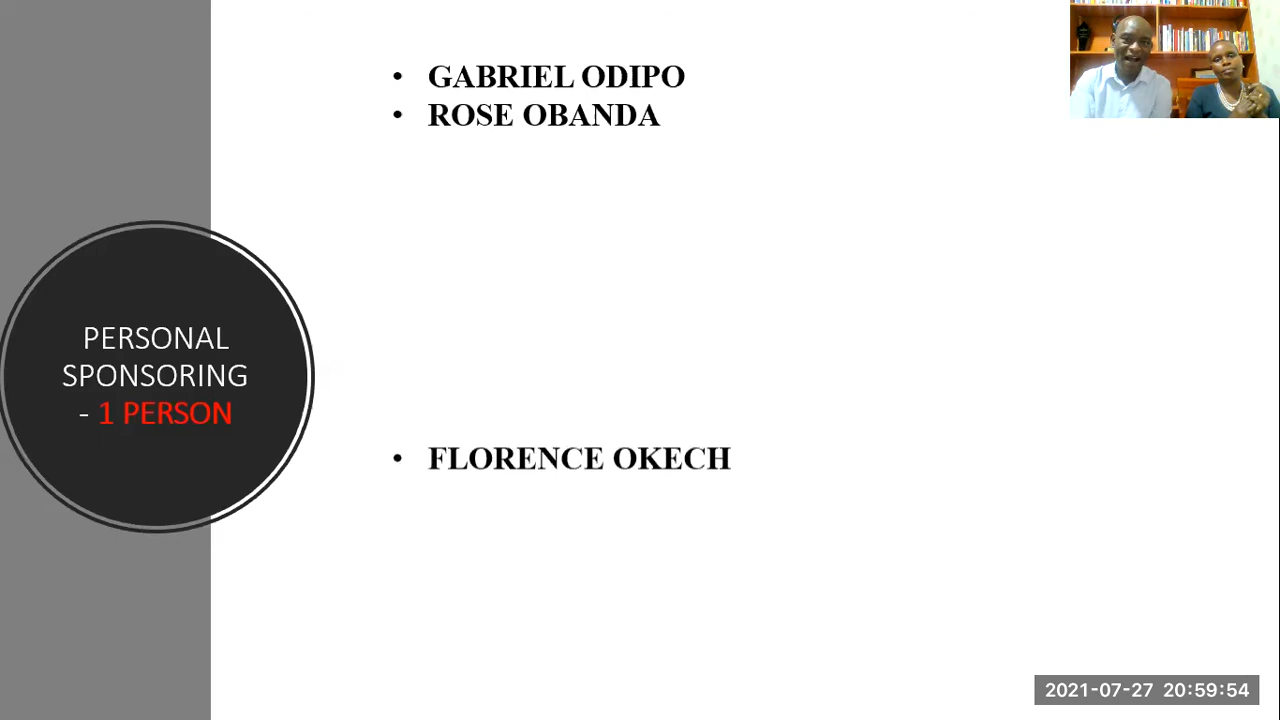 • GABRIEL ODIPO
• ROSE OBANDA
PERSONAL
SPONSORING
- 1 PERSON
• FLORENCE OKECH
2021-07-27 20:59:54